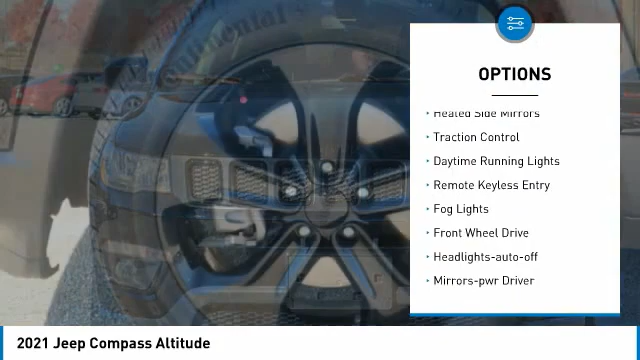 Continental
OPTIONS
Heated Side Mirrors
Traction Control
Daytime Running Lights
Remote Keyless Entry
Fog Lights
Front Wheel Drive
Headlights-auto-off
Mirrors-pwr Driver
2021 Jeep Compass Altitude